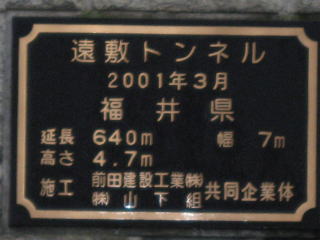 遠敷トンネル
2001年3月
福井県
延長 640m 幅 7m
高さ 4.7m
施工 前田建設工業㈱ 共同企業体
㈱山下組